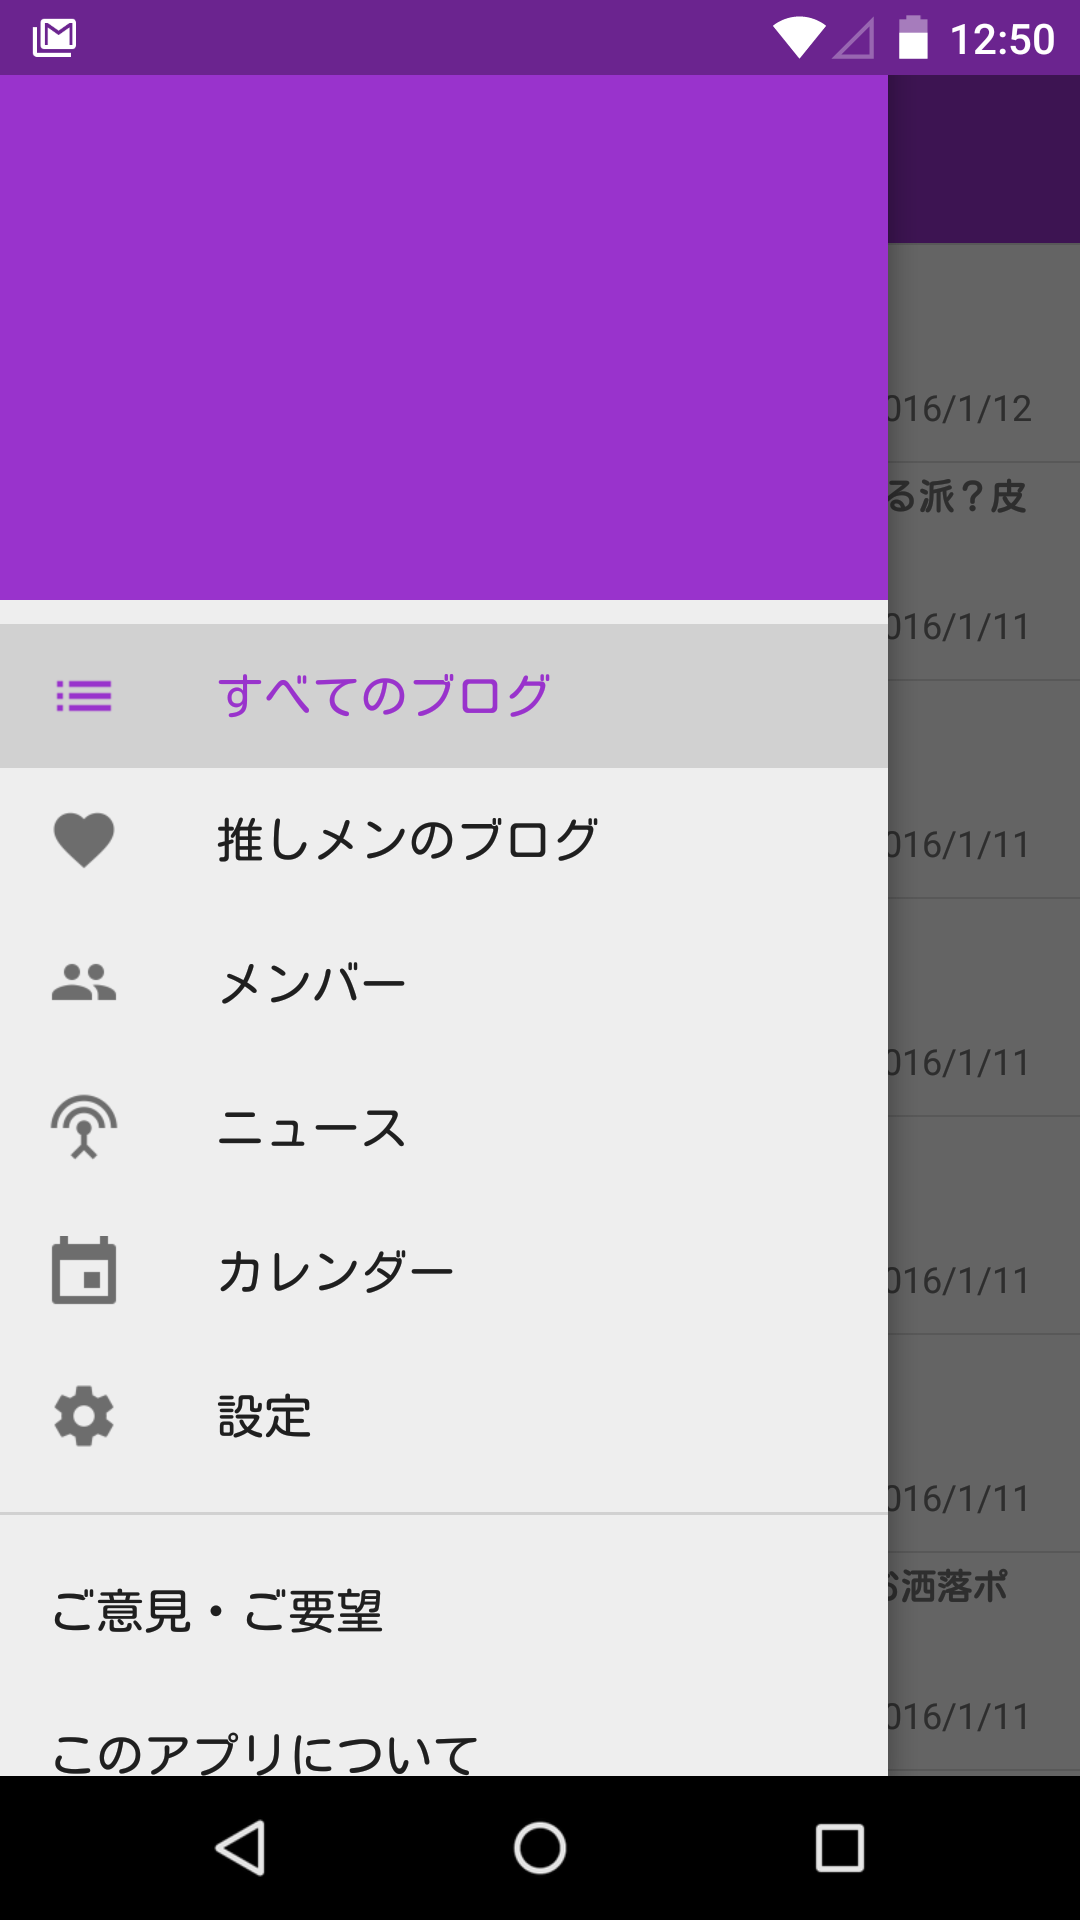 12:50
016/1/12
る派？皮
016/1/11
すべてのブログ
推しメンのブログ
016/1/11
メンバー
016/1/11
ニュース
カレンダー
016/1/11
設定
016/1/11
ご意見・ご要望
お洒落ポ
016/1/11
このアプリについて